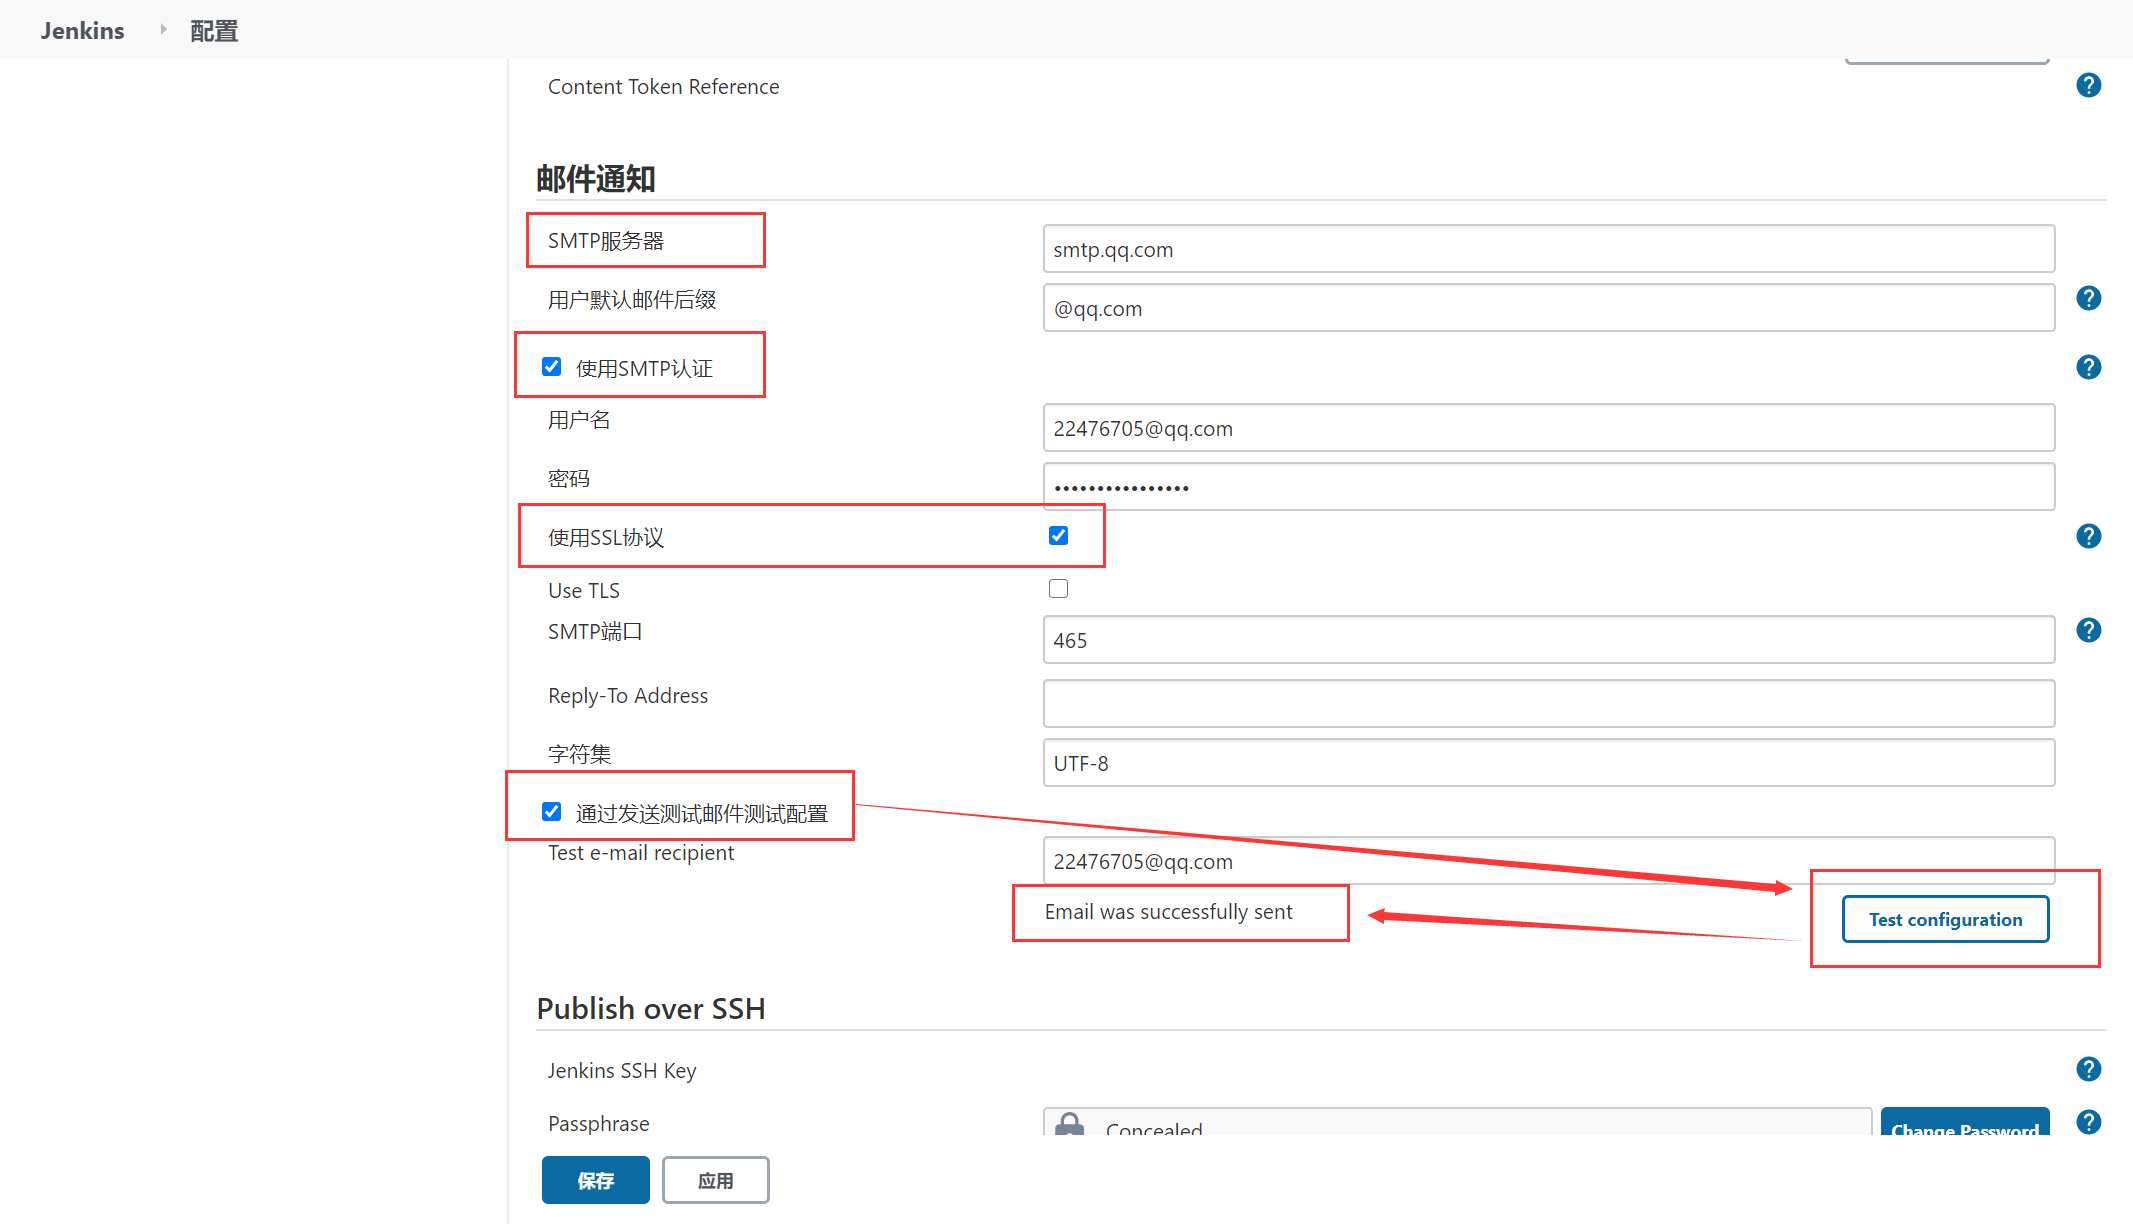 Jenkins 配置
Content Token Reference
邮件通知
SMTP服务器
smtp.qq.com
用户默认邮件后缀
@qq.com
使用SMTP认证
用户名
22476705@qq.com
密码
••••••••••••••••
使用SSL协议
Use TLS
SMTP端口
465
Reply-To Address
字符集
UTF-8
通过发送测试邮件测试配置
Test e-mail recipient
22476705@qq.com
Email was successfully sent
Test configuration
Publish over SSH
Jenkins SSH Key
Passphrase
Concealed
Change Password
保存
应用